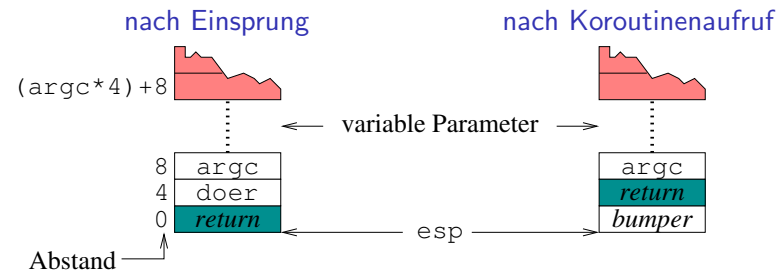 nach Einsprung
nach Koroutinenaufruf
(argc*4)+8
variable Parameter
8 argc
argc
4 doer
return
0 return
bumper
esp
Abstand